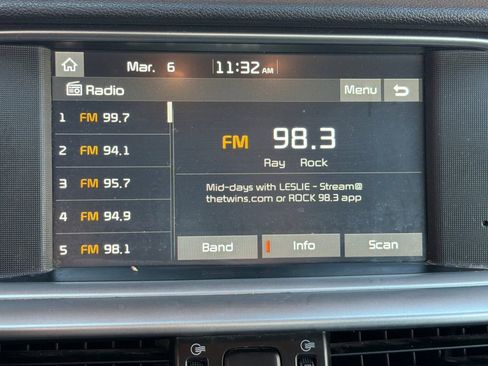 Mar. 6 11:32 AM
Radio Menu
1 FM 99.7
2 FM 94.1
3 FM 95.7
4 FM 94.9
5 FM 98.1
FM 98.3
Ray Rock
Mid-days with LESLIE - Stream@
thetwins.com or ROCK 98.3 app
Band Info Scan